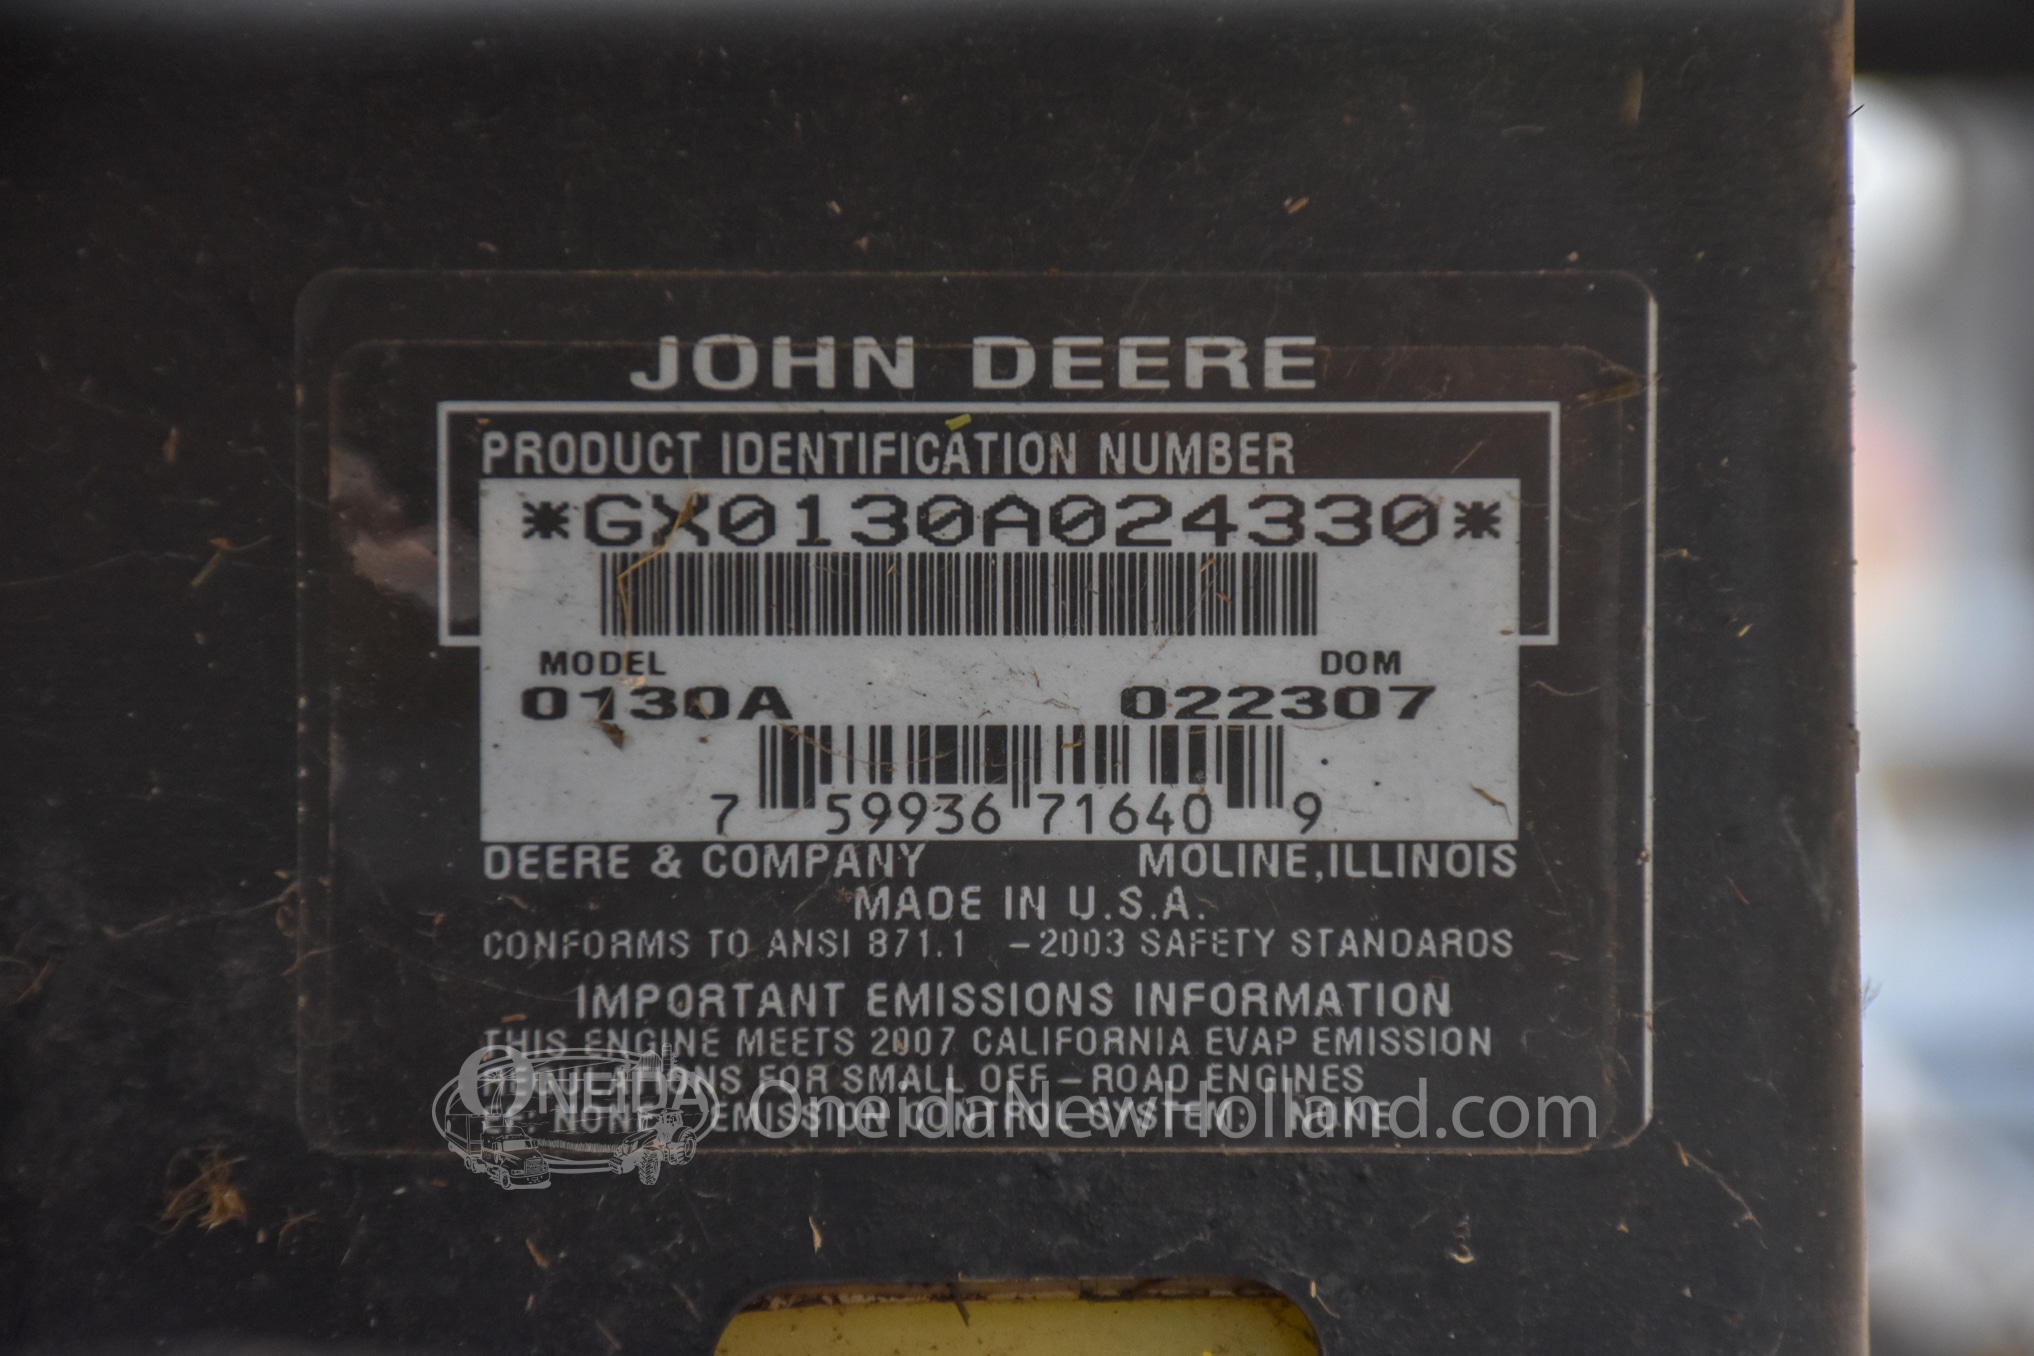 JOHN DEERE
PRODUCT IDENTIFICATION NUMBER
*GX0130A024330*
MODEL DOM
0130A 022307
7 59936 71640 9
DEERE & COMPANY MOLINE, ILLINOIS
MADE IN U.S.A.
CONFORMS TO ANSI B71.1 -2003 SAFETY STANDARDS
IMPORTANT EMISSIONS INFORMATION
THIS ENGINE MEETS 2007 CALIFORNIA EVAP EMISSION
FOR SMALL OFF-ROAD ENGINES
EMISSION CONTROL SYSTEM: NONE
ONEIDA OneidaNewHolland.com